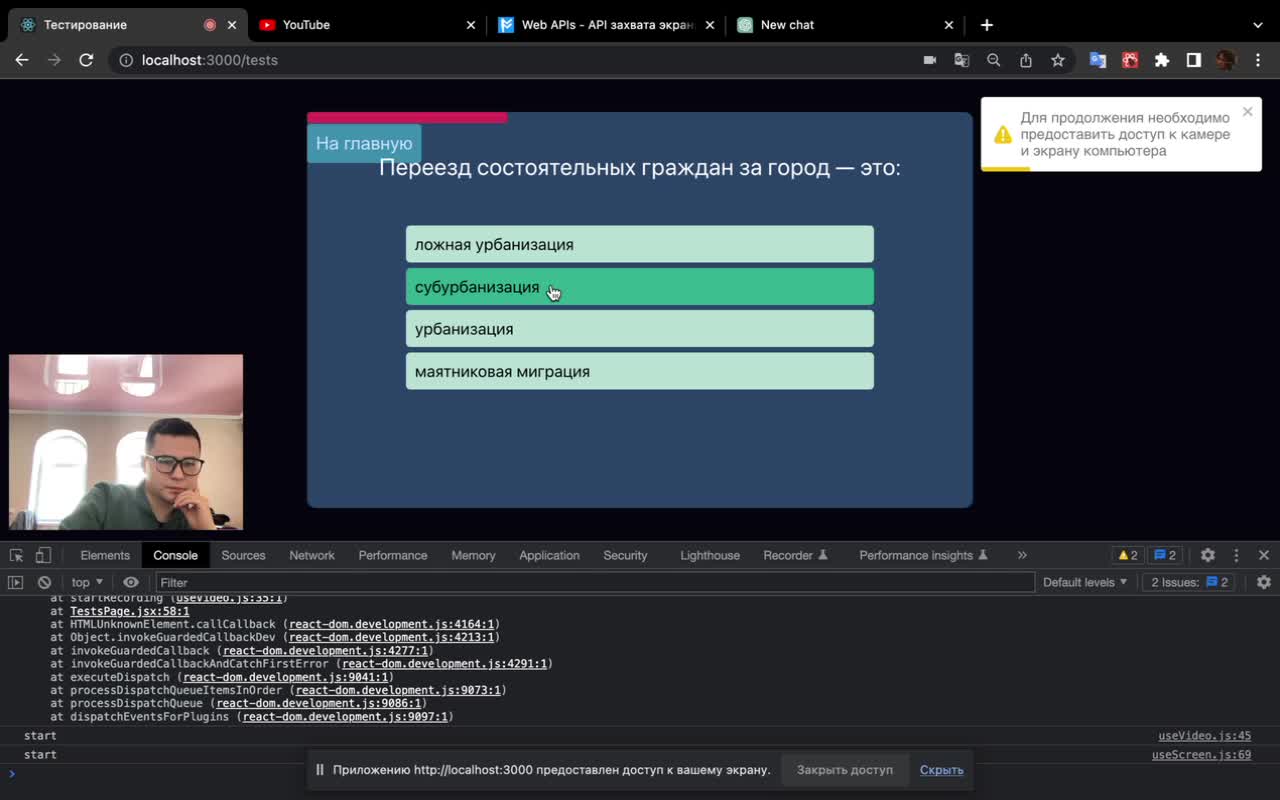 Тестирование
YouTube
Web APIs - API захвата экран
New chat
localhost:3000/tests
Для продолжения необходимо
предоставить доступ к камере
и экрану компьютера
На главную
Переезд состоятельных граждан за город — это:
ложная урбанизация
субурбанизация
урбанизация
маятниковая миграция
Elements Console Sources Network Performance Memory Application Security Lighthouse Recorder Performance insights » 2 2
top Filter Default levels 2 Issues: 2
at startRecording (useVideo.js:35:1)
at TestsPage.jsx:58:1
at HTMLUnknownElement.callCallback (react-dom.development.js:4164:1)
at Object.invokeGuardedCallbackDev (react-dom.development.js:4213:1)
at invokeGuardedCallback (react-dom.development.js:4277:1)
at invokeGuardedCallbackAndCatchFirstError (react-dom.development.js:4291:1)
at executeDispatch (react-dom.development.js:9041:1)
at processDispatchQueueItemsInOrder (react-dom.development.js:9073:1)
at processDispatchQueue (react-dom.development.js:9086:1)
at dispatchEventsForPlugins (react-dom.development.js:9097:1)
start useVideo.js:45
start useScreen.js:69
Приложению http://localhost:3000 предоставлен доступ к вашему экрану. Закрыть доступ Скрыть